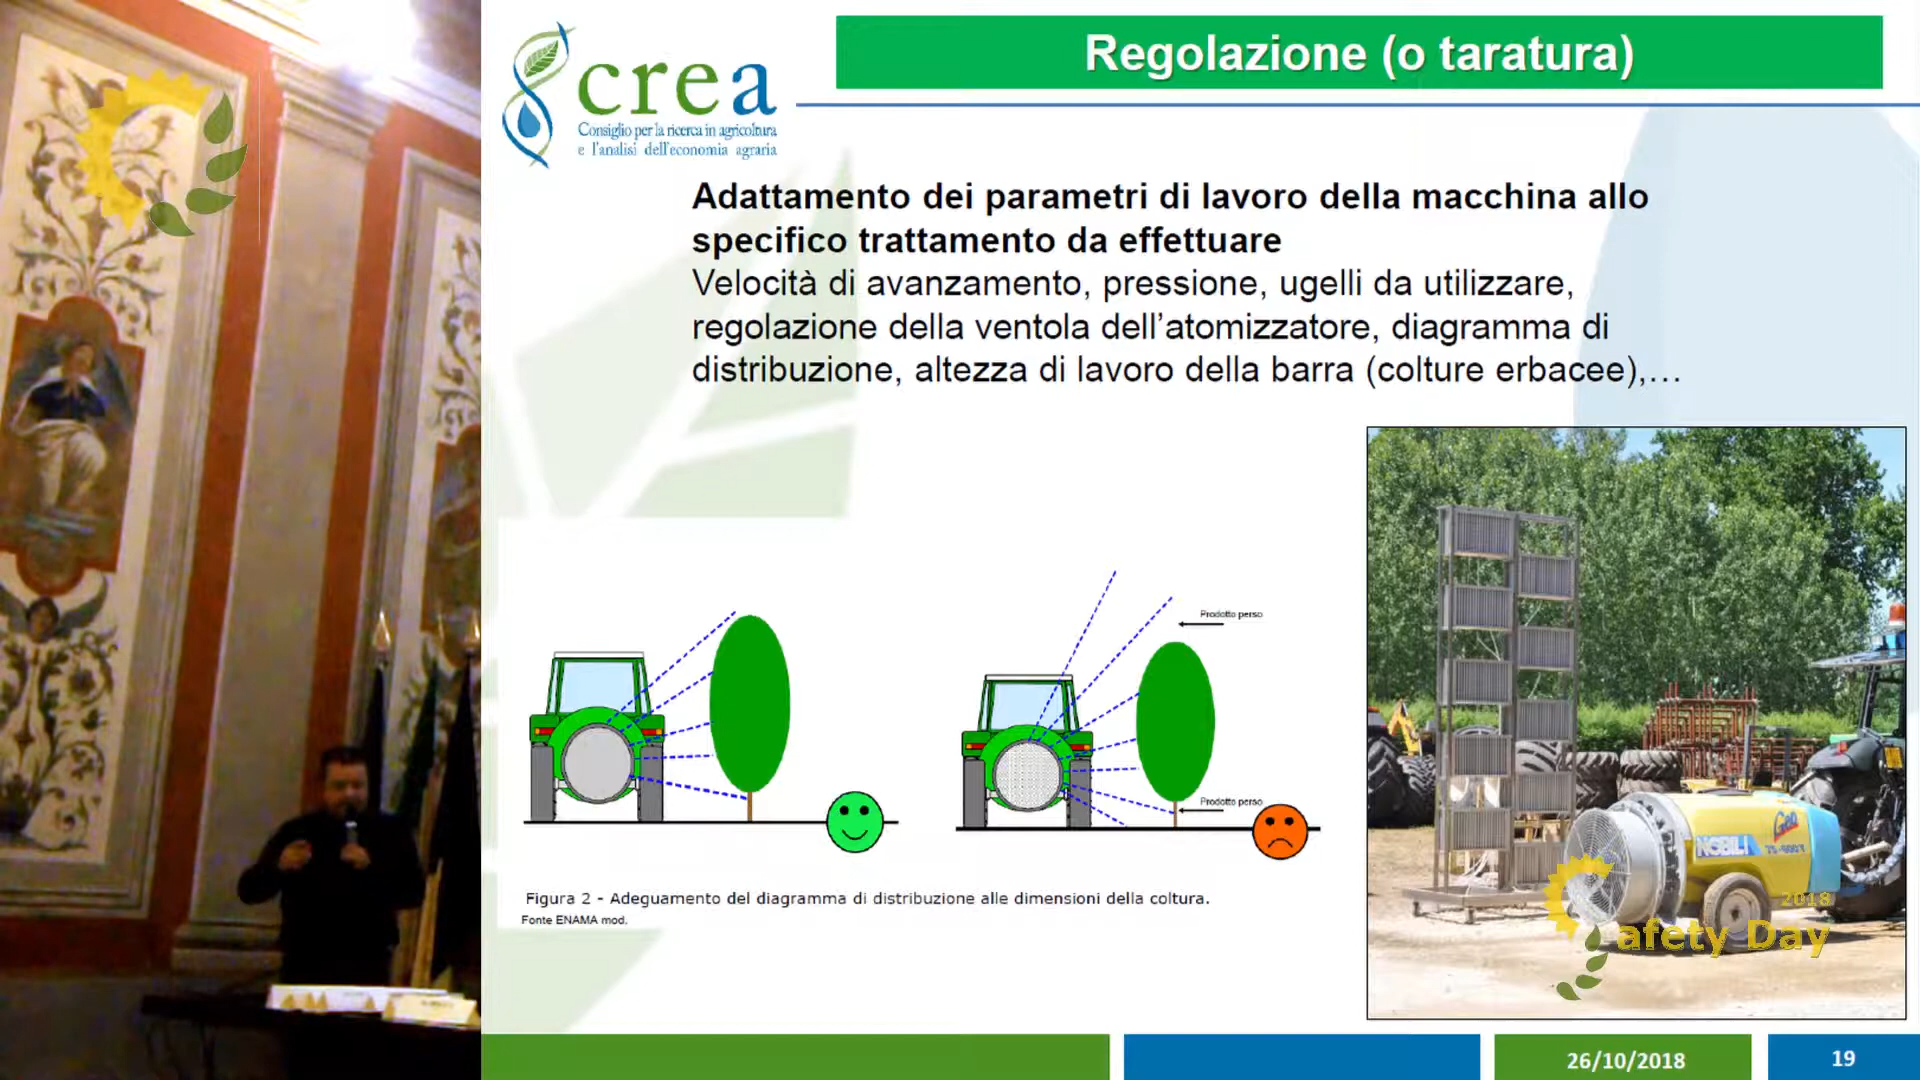 crea
Consiglio per la ricerca in agricoltura
e l'analisi dell'economia agraria
Regolazione (o taratura)
Adattamento dei parametri di lavoro della macchina allo
specifico trattamento da effettuare
Velocità di avanzamento, pressione, ugelli da utilizzare,
regolazione della ventola dell'atomizzatore, diagramma di
distribuzione, altezza di lavoro della barra (colture erbacee),...
Prodotto perso
Prodotto perso
Figura 2 - Adeguamento del diagramma di distribuzione alle dimensioni della coltura.
Fonte ENAMA mod.
NOBILI
Geo
2018
afety Day
26/10/2018
19